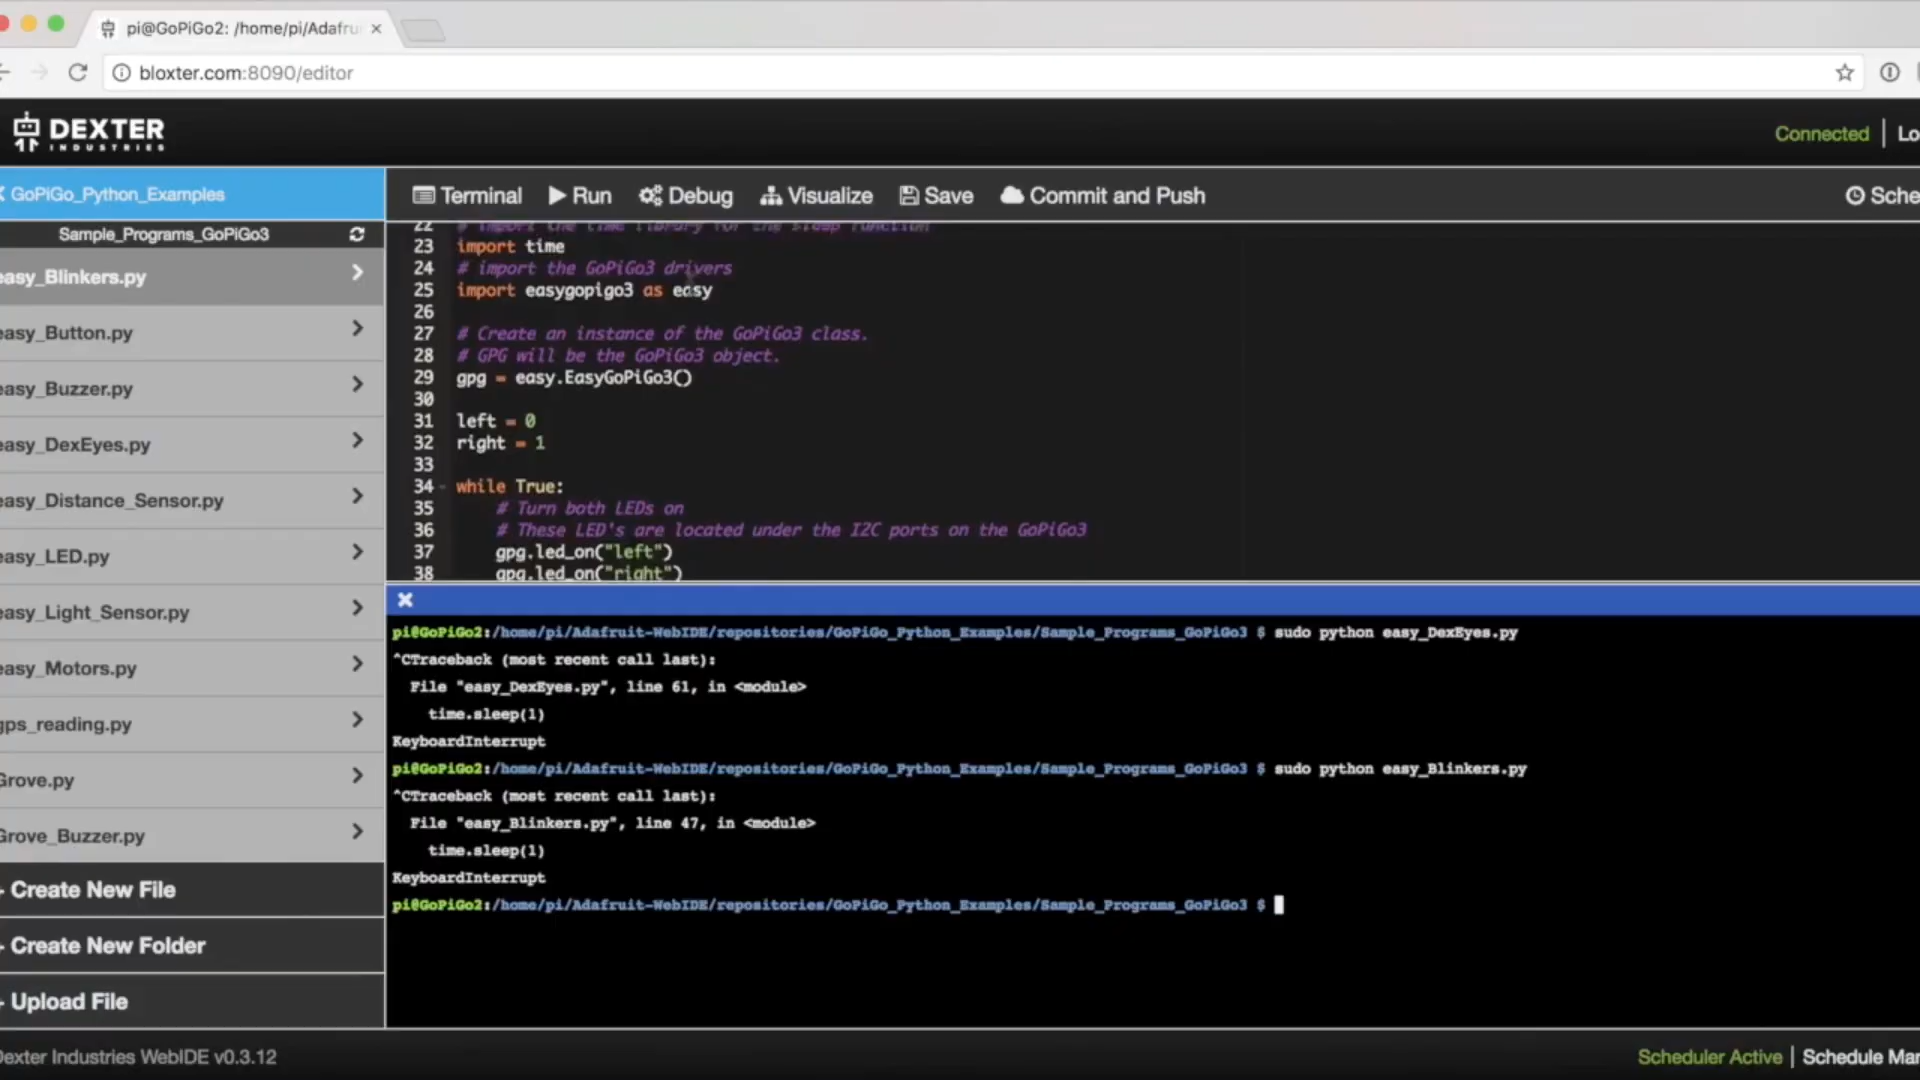 pi@GoPiGo2: /home/pi/Adafru
bloxter.com:8090/editor
DEXTER
INDUSTRIES
Connected
GoPiGo_Python_Examples
Terminal Run Debug Visualize Save Commit and Push
Sample_Programs_GoPiGo3
easy_Blinkers.py
easy_Button.py
easy_Buzzer.py
easy_DexEyes.py
easy_Distance_Sensor.py
easy_LED.py
easy_Light_Sensor.py
easy_Motors.py
gps_reading.py
Grove.py
Grove_Buzzer.py
Create New File
Create New Folder
Upload File
22 # import the time library for the sleep function
23 import time
24 # import the GoPiGo3 drivers
25 import easygopigo3 as easy
26
27 # Create an instance of the GoPiGo3 class.
28 # GPG will be the GoPiGo3 object.
29 gpg = easy.EasyGoPiGo3()
30
31 left = 0
32 right = 1
33
34 while True:
35 # Turn both LEDs on
36 # These LED's are located under the I2C ports on the GoPiGo3
37 gpg.led_on("left")
38 gpg.led_on("right")
pi@GoPiGo2:/home/pi/Adafruit-WebIDE/repositories/GoPiGo_Python_Examples/Sample_Programs_GoPiGo3 $ sudo python easy_DexEyes.py
^CTraceback (most recent call last):
File "easy_DexEyes.py", line 61, in <module>
time.sleep(1)
KeyboardInterrupt
pi@GoPiGo2:/home/pi/Adafruit-WebIDE/repositories/GoPiGo_Python_Examples/Sample_Programs_GoPiGo3 $ sudo python easy_Blinkers.py
^CTraceback (most recent call last):
File "easy_Blinkers.py", line 47, in <module>
time.sleep(1)
KeyboardInterrupt
pi@GoPiGo2:/home/pi/Adafruit-WebIDE/repositories/GoPiGo_Python_Examples/Sample_Programs_GoPiGo3 $
Dexter Industries WebIDE v0.3.12
Scheduler Active | Schedule